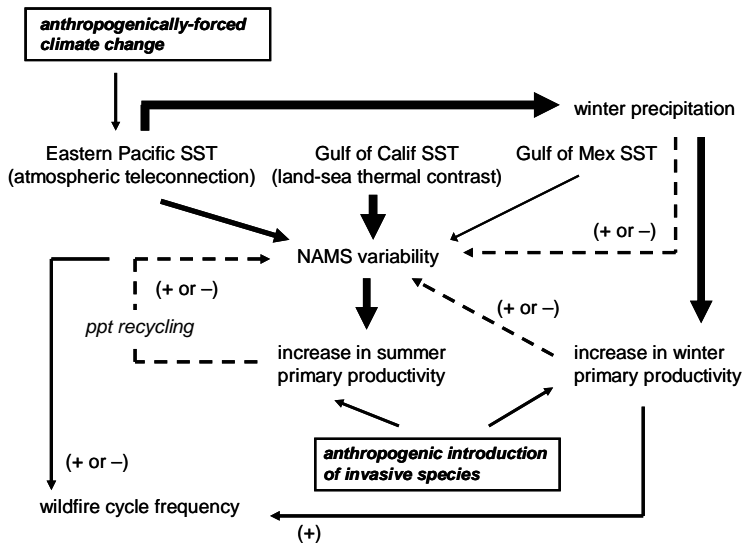 anthropogenically-forced
climate change
winter precipitation
Eastern Pacific SST
(atmospheric teleconnection)
Gulf of Calif SST
(land-sea thermal contrast)
Gulf of Mex SST
(+ or –)
NAMS variability
(+ or –)
ppt recycling
(+ or –)
increase in summer
primary productivity
increase in winter
primary productivity
anthropogenic introduction
of invasive species
(+ or –)
wildfire cycle frequency
(+)